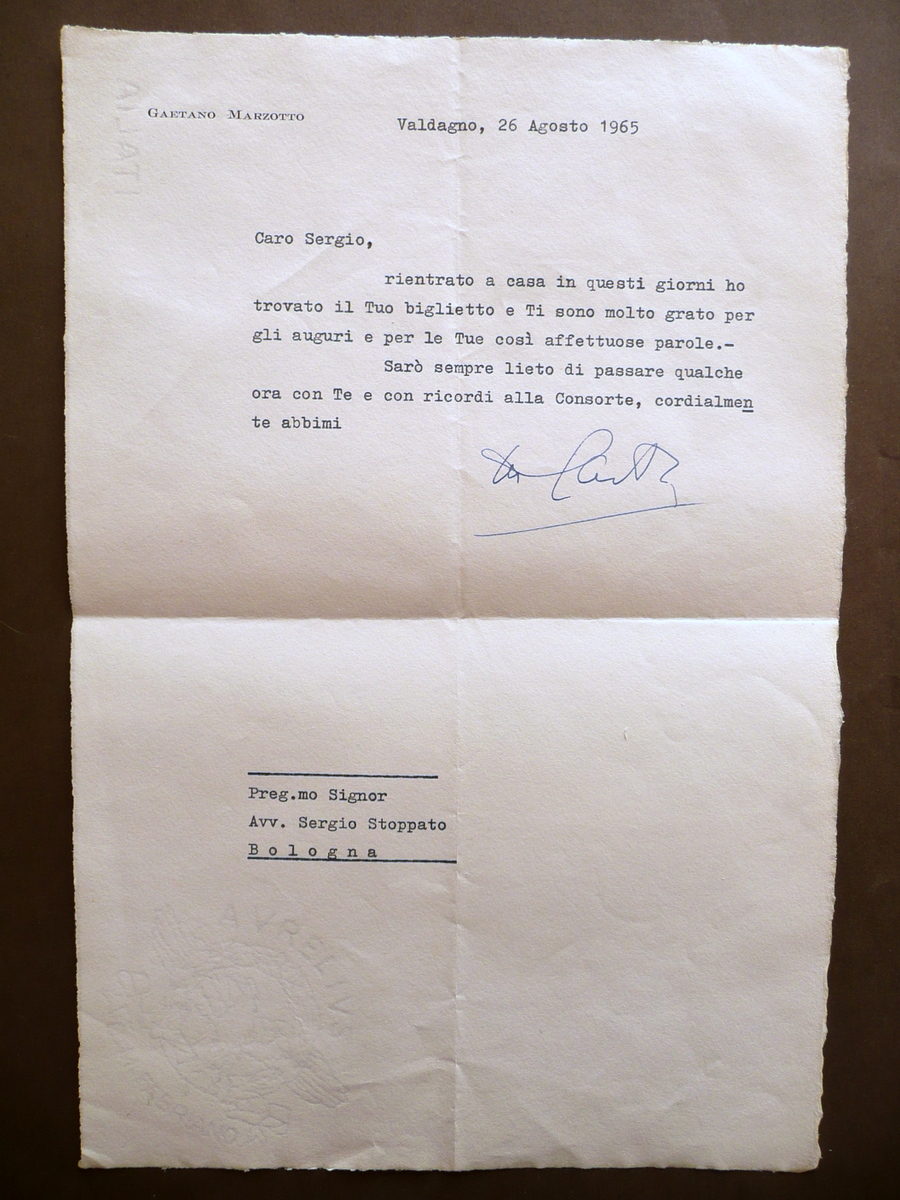 Gaetano Marzotto
Valdagno, 26 Agosto 1965
Caro Sergio,
rientrato a casa in questi giorni ho
trovato il Tuo biglietto e Ti sono molto grato per
gli auguri e per le Tue così affettuose parole.-
Sarò sempre lieto di passare qualche
ora con Te e con ricordi alla Consorte, cordialmen
te abbimi
Preg.mo Signor
Avv. Sergio Stoppato
Bologna